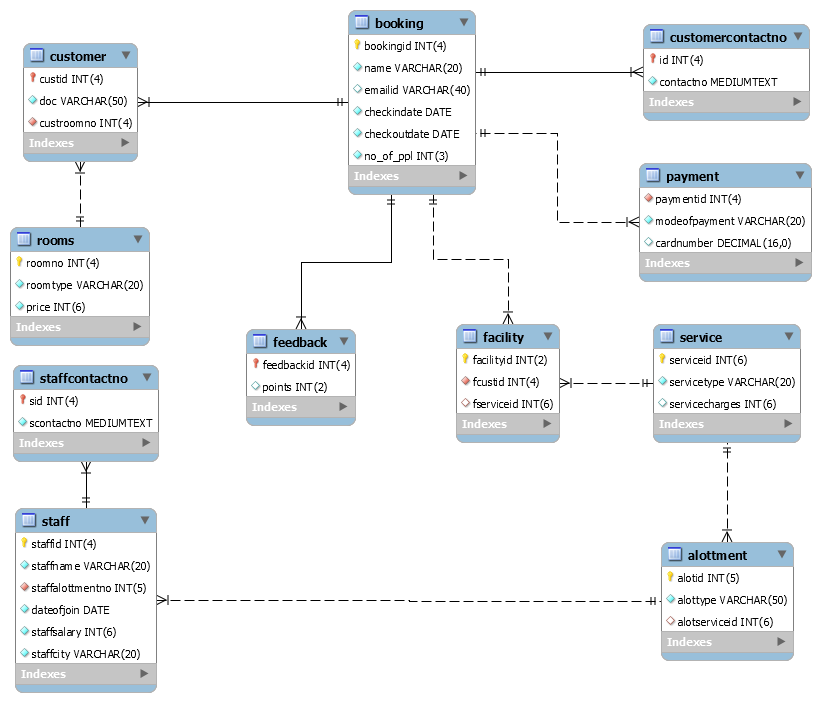 booking
bookingid INT(4)
name VARCHAR(20)
emailid VARCHAR(40)
checkindate DATE
checkoutdate DATE
no_of_ppl INT(3)
Indexes
customer
custid INT(4)
doc VARCHAR(50)
custroomno INT(4)
Indexes
customercontactno
id INT(4)
contactno MEDIUMTEXT
Indexes
payment
paymentid INT(4)
modeofpayment VARCHAR(20)
cardnumber DECIMAL(16,0)
Indexes
rooms
roomno INT(4)
roomtype VARCHAR(20)
price INT(6)
Indexes
feedback
feedbackid INT(4)
points INT(2)
Indexes
facility
facilityid INT(2)
fcustid INT(4)
fserviceid INT(6)
Indexes
service
serviceid INT(6)
servicetype VARCHAR(20)
servicecharges INT(6)
Indexes
staffcontactno
sid INT(4)
scontactno MEDIUMTEXT
Indexes
staff
staffid INT(4)
staffname VARCHAR(20)
staffalottmentno INT(5)
dateofjoin DATE
staffsalary INT(6)
staffcity VARCHAR(20)
Indexes
alottment
alotid INT(5)
alottype VARCHAR(50)
alotserviceid INT(6)
Indexes